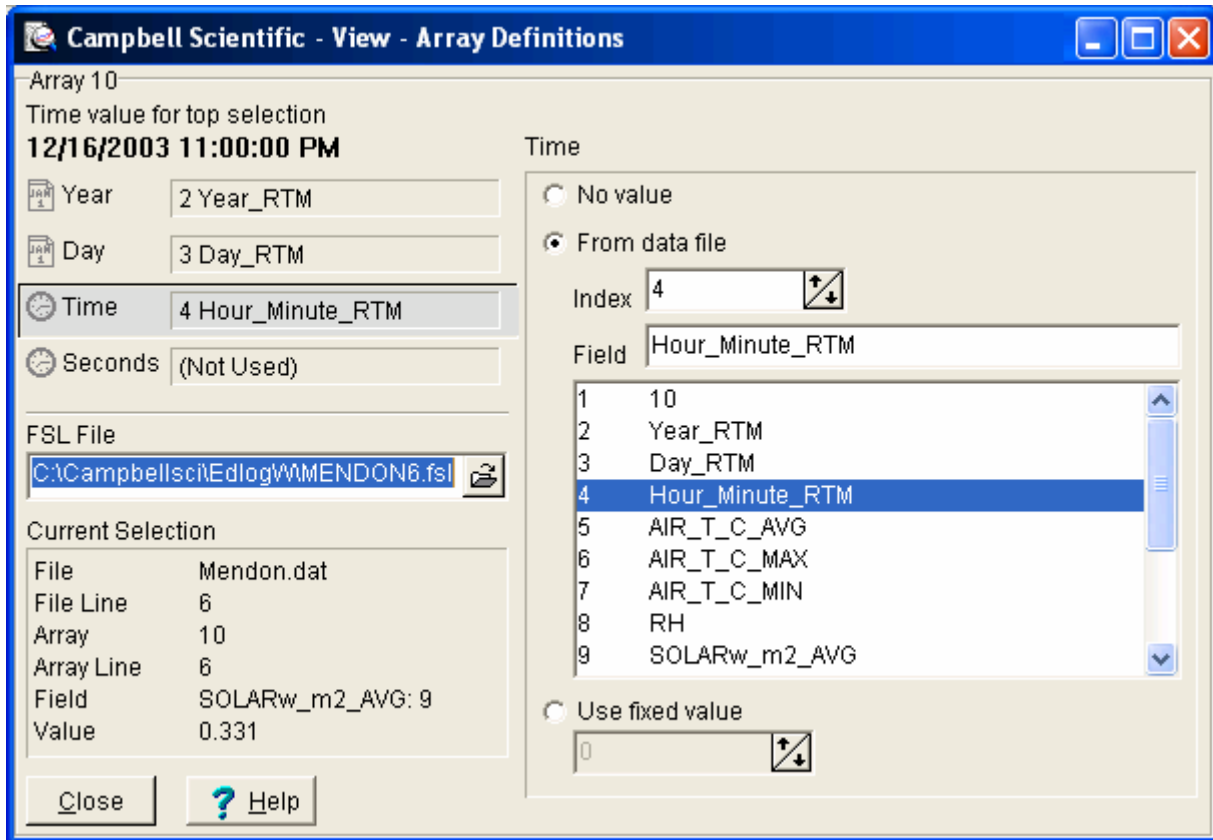 Campbell Scientific - View - Array Definitions
Array 10
Time value for top selection
12/16/2003 11:00:00 PM
Year 2 Year_RTM
Day 3 Day_RTM
Time 4 Hour_Minute_RTM
Seconds (Not Used)
FSL File
C:\Campbellsci\EdlogW\MENDON6.fsl
Current Selection
File Mendon.dat
File Line 6
Array 10
Array Line 6
Field SOLARw_m2_AVG: 9
Value 0.331
Close ? Help
Time
No value
From data file
Index 4
Field Hour_Minute_RTM
1 10
2 Year_RTM
3 Day_RTM
4 Hour_Minute_RTM
5 AIR_T_C_AVG
6 AIR_T_C_MAX
7 AIR_T_C_MIN
8 RH
9 SOLARw_m2_AVG
Use fixed value
0